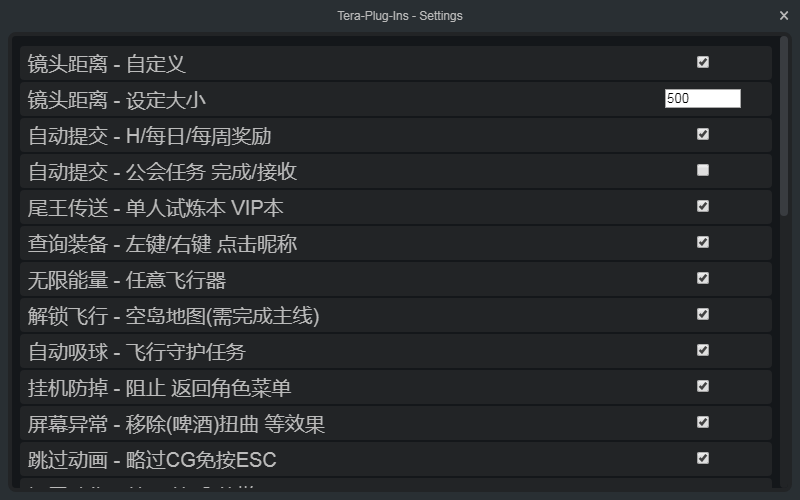 Tera-Plug-Ins - Settings
镜头距离 - 自定义
镜头距离 - 设定大小 500
自动提交 - H/每日/每周奖励
自动提交 - 公会任务 完成/接收
尾王传送 - 单人试炼本 VIP本
查询装备 - 左键/右键 点击昵称
无限能量 - 任意飞行器
解锁飞行 - 空岛地图(需完成主线)
自动吸球 - 飞行守护任务
挂机防掉 - 阻止 返回角色菜单
屏幕异常 - 移除(啤酒)扭曲 等效果
跳过动画 - 略过CG免按ESC